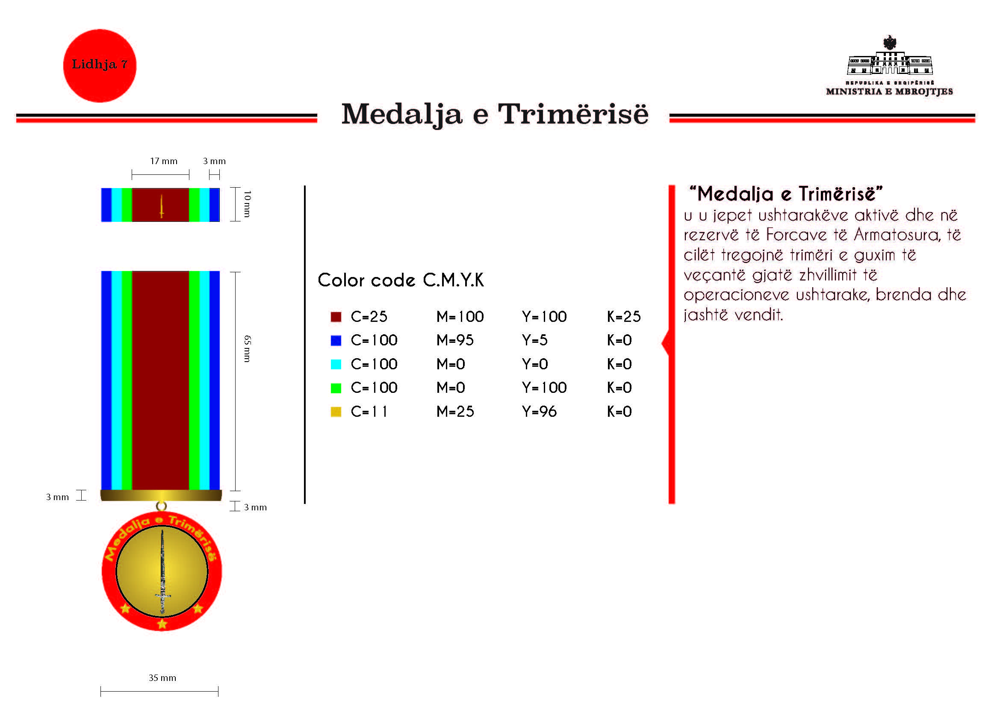 Lidhja 7
REPUBLIKA E SHQIPËRISË
MINISTRIA E MBROJTJES
Medalja e Trimërisë
17 mm
3 mm
10 mm
65 mm
3 mm
3 mm
Medalja e Trimërisë
35 mm
Color code C.M.Y.K
C=25 M=100 Y=100 K=25
C=100 M=95 Y=5 K=0
C=100 M=0 Y=0 K=0
C=100 M=0 Y=100 K=0
C=11 M=25 Y=96 K=0
“Medalja e Trimërisë”
u u jepet ushtarakëve aktivë dhe në
rezervë të Forcave të Armatosura, të
cilët tregojnë trimëri e guxim të
veçantë gjatë zhvillimit të
operacioneve ushtarake, brenda dhe
jashtë vendit.